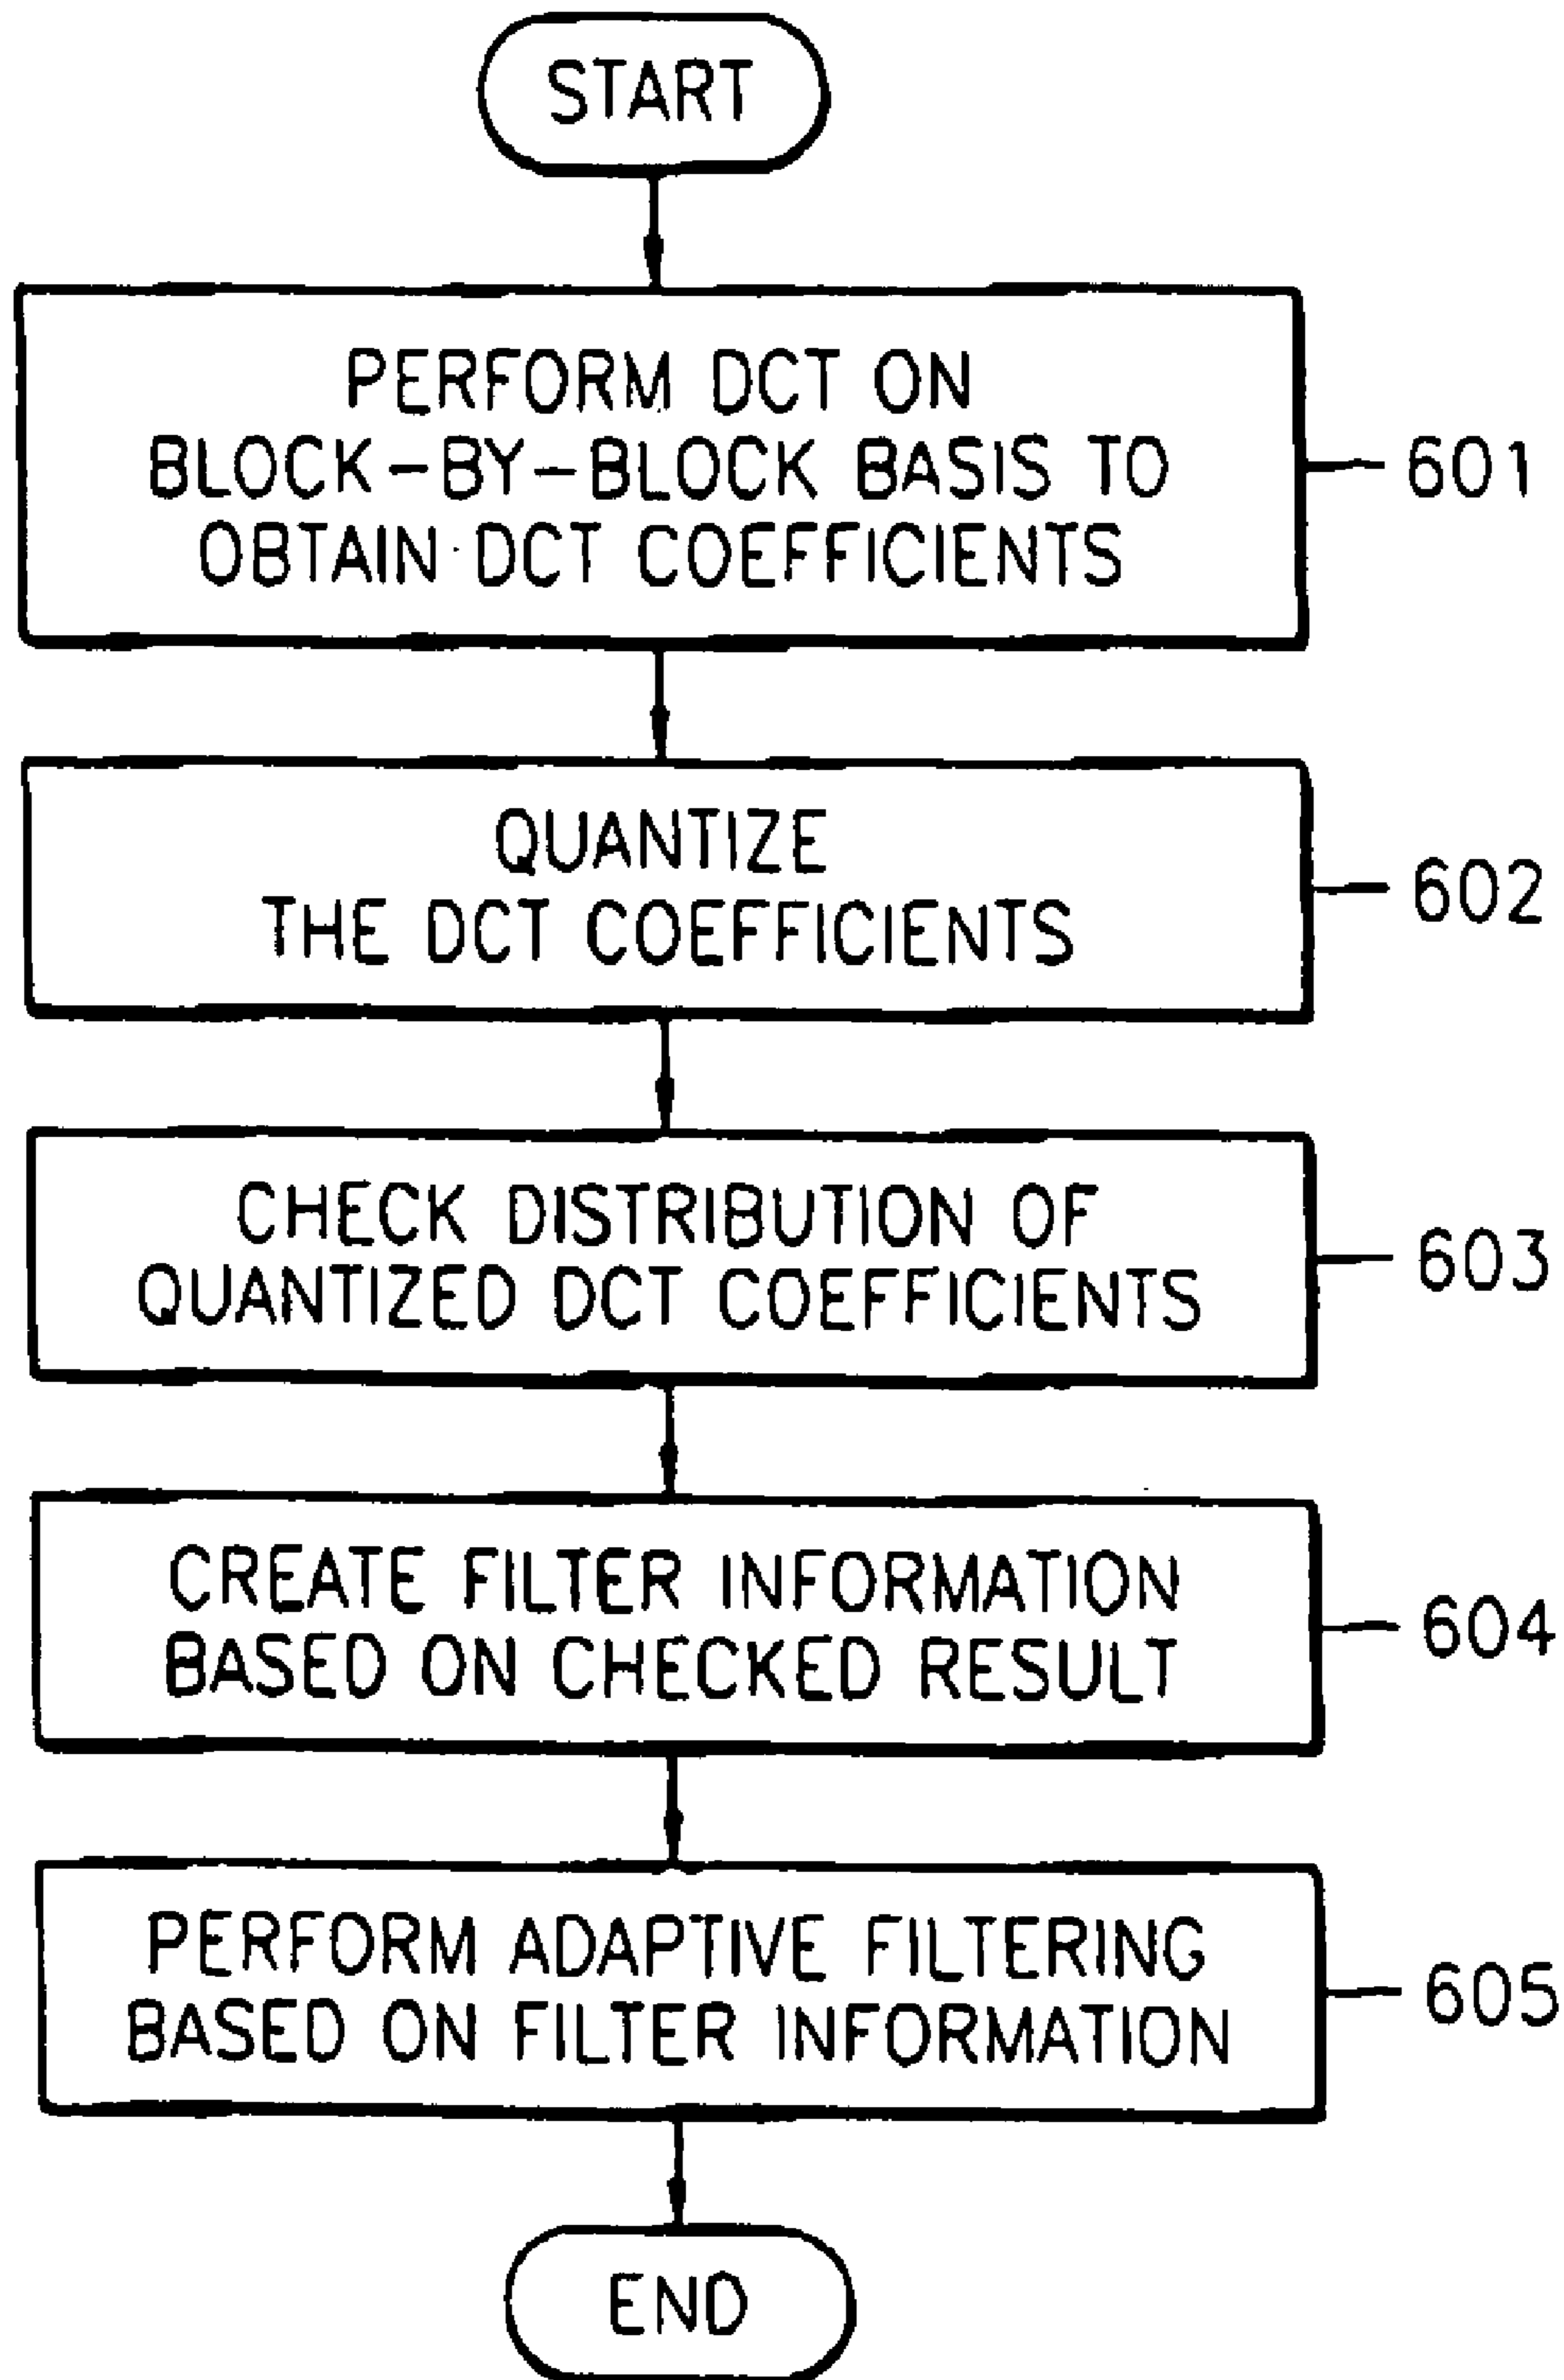 START
PERFORM DCT ON
BLOCK-BY-BLOCK BASIS TO
OBTAIN DCT COEFFICIENTS
601
QUANTIZE
THE DCT COEFFICIENTS
602
CHECK DISTRIBUTION OF
QUANTIZED DCT COEFFICIENTS
603
CREATE FILTER INFORMATION
BASED ON CHECKED RESULT
604
PERFORM ADAPTIVE FILTERING
BASED ON FILTER INFORMATION
605
END